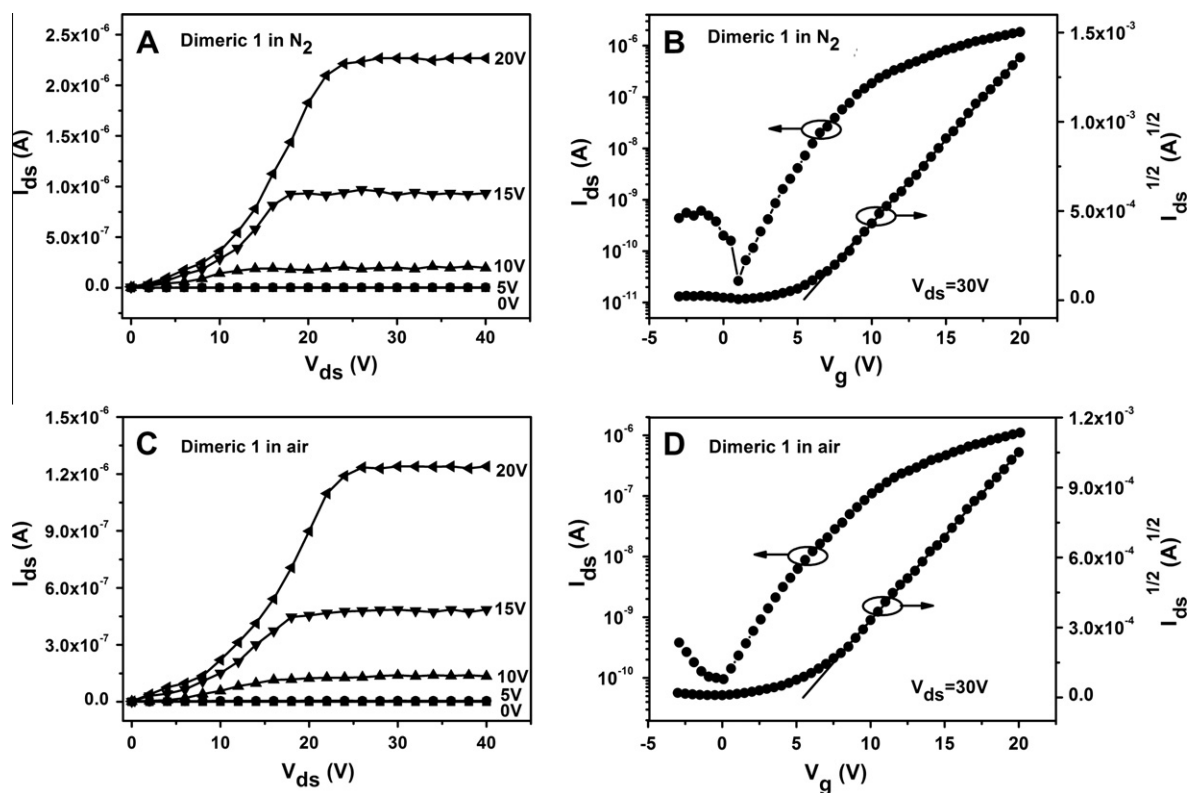 A Dimeric 1 in N2
2.5x10^-6
2.0x10^-6
1.5x10^-6
1.0x10^-6
5.0x10^-7
0.0
20V
15V
10V
5V
0V
0 10 20 30 40
Vds (V)
Ids (A)
B Dimeric 1 in N2
10^-6
10^-7
10^-8
10^-9
10^-10
10^-11
1.5x10^-3
1.0x10^-3
5.0x10^-4
0.0
Vds=30V
-5 0 5 10 15 20
Vg (V)
Ids (A)
Ids^1/2 (A)^1/2
C Dimeric 1 in air
1.5x10^-6
1.2x10^-6
9.0x10^-7
6.0x10^-7
3.0x10^-7
0.0
20V
15V
10V
5V
0V
0 10 20 30 40
Vds (V)
Ids (A)
D Dimeric 1 in air
10^-6
10^-7
10^-8
10^-9
10^-10
1.2x10^-3
9.0x10^-4
6.0x10^-4
3.0x10^-4
0.0
Vds=30V
-5 0 5 10 15 20
Vg (V)
Ids (A)
Ids^1/2 (A)^1/2